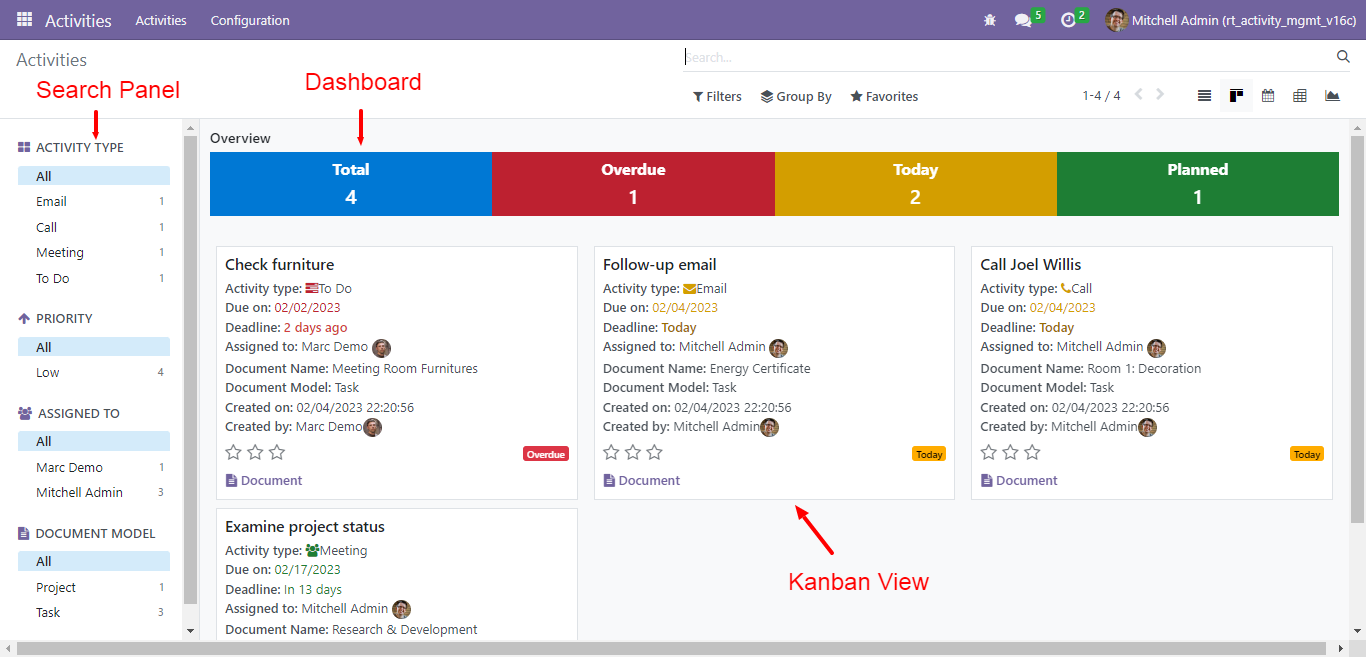 Activities Activities Configuration 5 2 Mitchell Admin (rt_activity_mgmt_v16c)
Activities Search...
Search Panel Dashboard
Filters Group By Favorites 1-4 / 4
ACTIVITY TYPE
All
Email 1
Call 1
Meeting 1
To Do 1
PRIORITY
All
Low 4
ASSIGNED TO
All
Marc Demo 1
Mitchell Admin 3
DOCUMENT MODEL
All
Project 1
Task 3
Overview
Total
4
Overdue
1
Today
2
Planned
1
Check furniture
Activity type: To Do
Due on: 02/02/2023
Deadline: 2 days ago
Assigned to: Marc Demo
Document Name: Meeting Room Furnitures
Document Model: Task
Created on: 02/04/2023 22:20:56
Created by: Marc Demo
Overdue
Document
Follow-up email
Activity type: Email
Due on: 02/04/2023
Deadline: Today
Assigned to: Mitchell Admin
Document Name: Energy Certificate
Document Model: Task
Created on: 02/04/2023 22:20:56
Created by: Mitchell Admin
Today
Document
Call Joel Willis
Activity type: Call
Due on: 02/04/2023
Deadline: Today
Assigned to: Mitchell Admin
Document Name: Room 1: Decoration
Document Model: Task
Created on: 02/04/2023 22:20:56
Created by: Mitchell Admin
Today
Document
Examine project status
Activity type: Meeting
Due on: 02/17/2023
Deadline: In 13 days
Assigned to: Mitchell Admin
Document Name: Research & Development
Kanban View